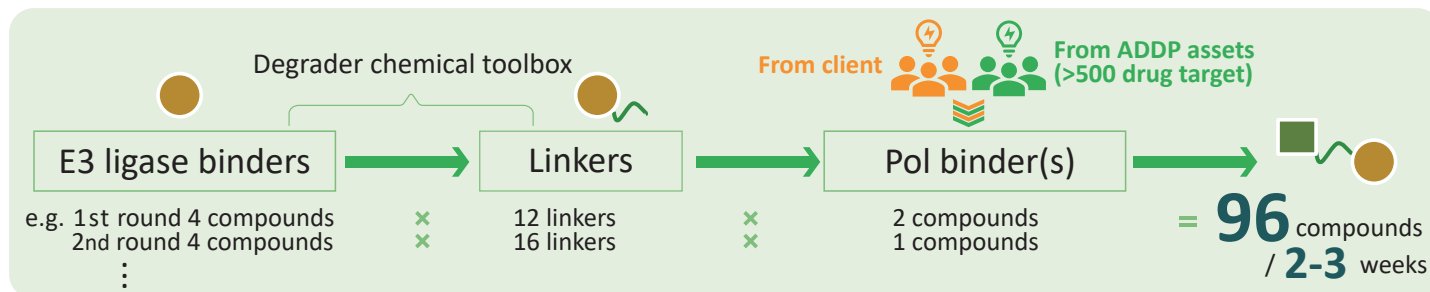 Degrader chemical toolbox
From client
From ADDP assets
(>500 drug target)
E3 ligase binders
Linkers
Pol binder(s)
e.g. 1st round 4 compounds × 12 linkers × 2 compounds = 96 compounds
2nd round 4 compounds × 16 linkers × 1 compounds / 2-3 weeks
⋮